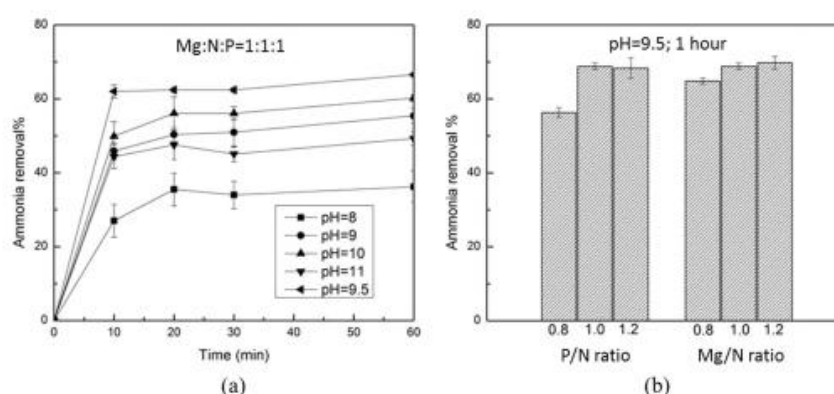 Mg:N:P=1:1:1
Ammonia removal%
80
60
40
20
0
pH=8
pH=9
pH=10
pH=11
pH=9.5
0 10 20 30 40 50 60
Time (min)
(a)
pH=9.5; 1 hour
Ammonia removal %
80
60
40
20
0
0.8 1.0 1.2 0.8 1.0 1.2
P/N ratio Mg/N ratio
(b)